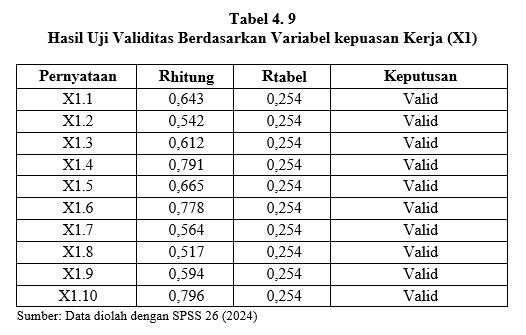 Tabel 4. 9
Hasil Uji Validitas Berdasarkan Variabel kepuasan Kerja (X1)
Pernyataan Rhitung Rtabel Keputusan
X1.1 0,643 0,254 Valid
X1.2 0,542 0,254 Valid
X1.3 0,612 0,254 Valid
X1.4 0,791 0,254 Valid
X1.5 0,665 0,254 Valid
X1.6 0,778 0,254 Valid
X1.7 0,564 0,254 Valid
X1.8 0,517 0,254 Valid
X1.9 0,594 0,254 Valid
X1.10 0,796 0,254 Valid
Sumber: Data diolah dengan SPSS 26 (2024)